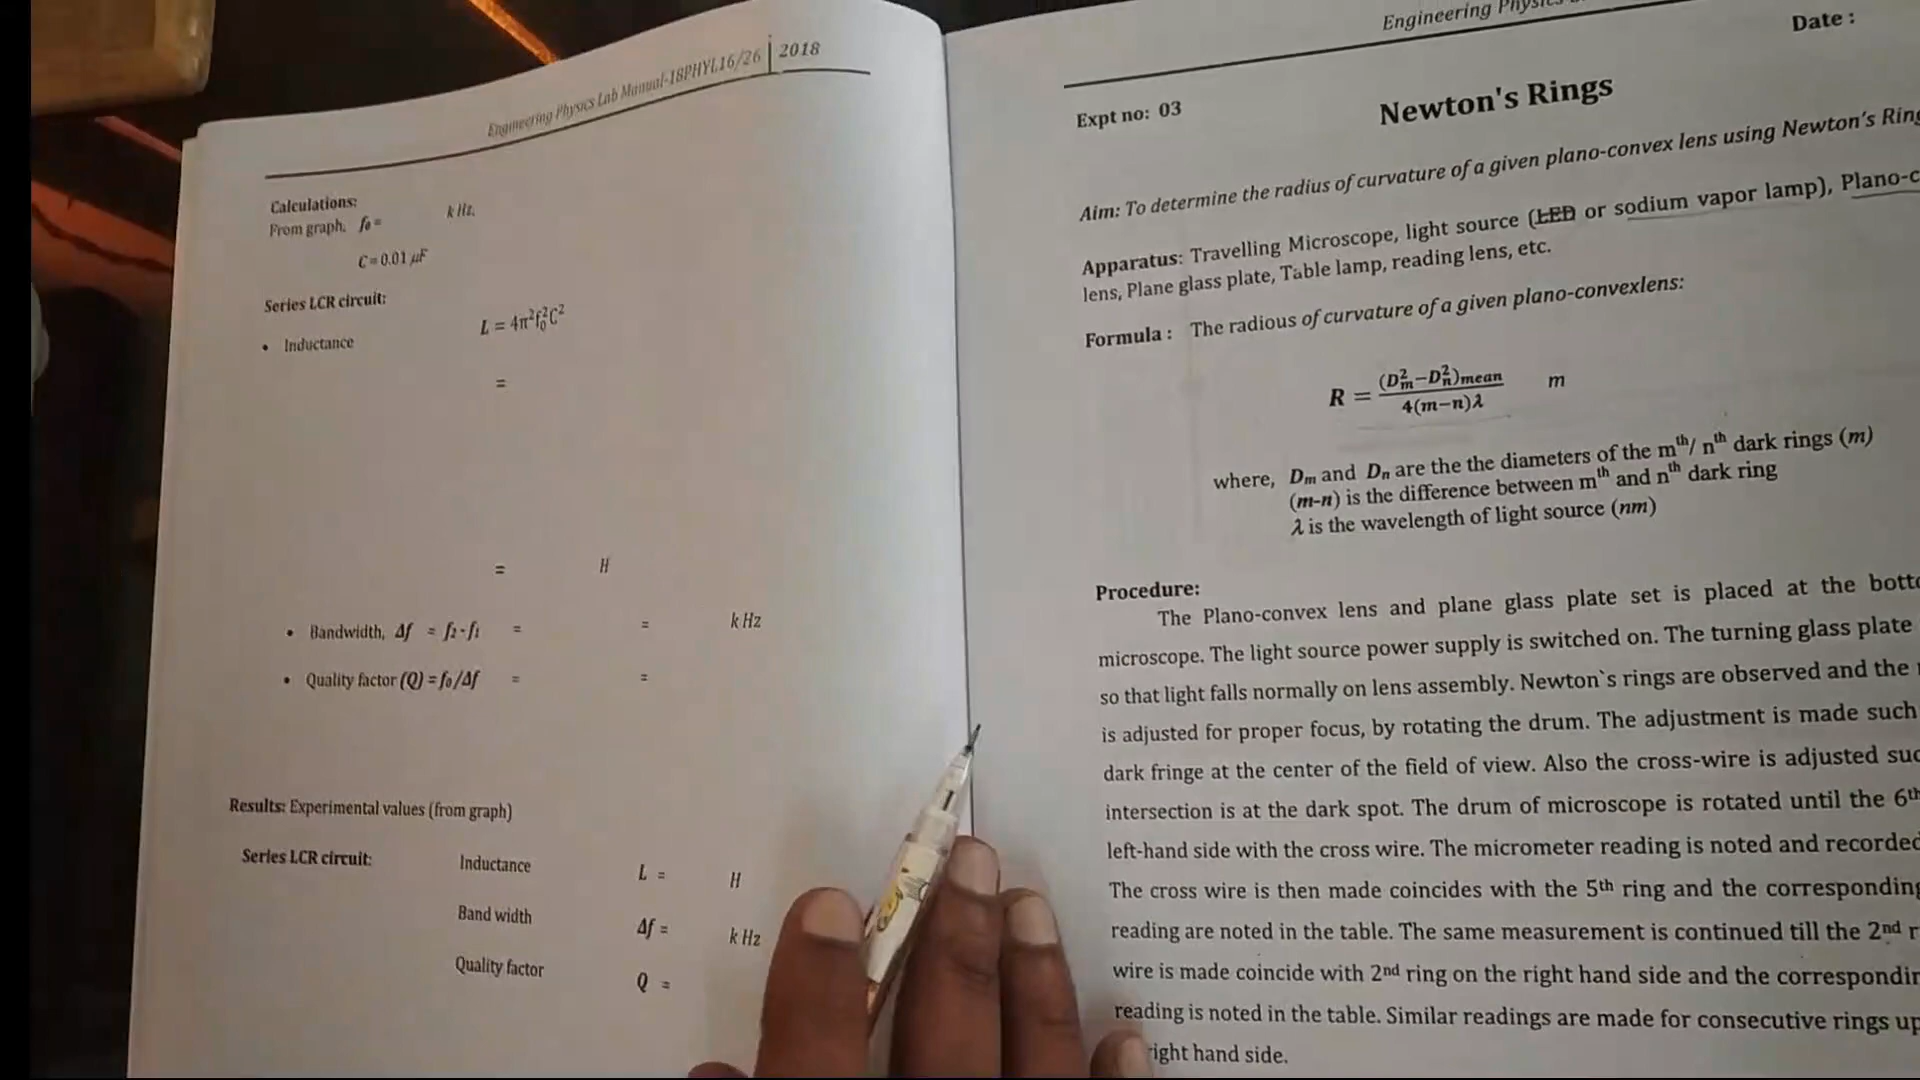 Engineering Physics Lab Manual-18PHYL16/26 | 2018
Calculations:
From graph, f₀ = k Hz.
C = 0.01 μF
Series LCR circuit:
• Inductance L = 4π²f₀²C²
=
= H
• Bandwidth, Δf = f₂-f₁ = = k Hz
• Quality factor (Q) = f₀/Δf = =
Results: Experimental values (from graph)
Series LCR circuit: Inductance L = H
Band width Δf = k Hz
Quality factor Q =
Engineering Physics
Date :
Expt no: 03 Newton's Rings
Aim: To determine the radius of curvature of a given plano-convex lens using Newton's Ring
Apparatus: Travelling Microscope, light source (LED or sodium vapor lamp), Plano-c
lens, Plane glass plate, Table lamp, reading lens, etc.
Formula : The radious of curvature of a given plano-convexlens:
R = (D²m−D²n)mean / 4(m−n)λ m
where, Dm and Dn are the the diameters of the mth/ nth dark rings (m)
(m-n) is the difference between mth and nth dark ring
λ is the wavelength of light source (nm)
Procedure:
The Plano-convex lens and plane glass plate set is placed at the botto
microscope. The light source power supply is switched on. The turning glass plate
so that light falls normally on lens assembly. Newton`s rings are observed and the
is adjusted for proper focus, by rotating the drum. The adjustment is made such
dark fringe at the center of the field of view. Also the cross-wire is adjusted suc
intersection is at the dark spot. The drum of microscope is rotated until the 6th
left-hand side with the cross wire. The micrometer reading is noted and recorded
The cross wire is then made coincides with the 5th ring and the corresponding
reading are noted in the table. The same measurement is continued till the 2nd r
wire is made coincide with 2nd ring on the right hand side and the correspondin
reading is noted in the table. Similar readings are made for consecutive rings up
right hand side.